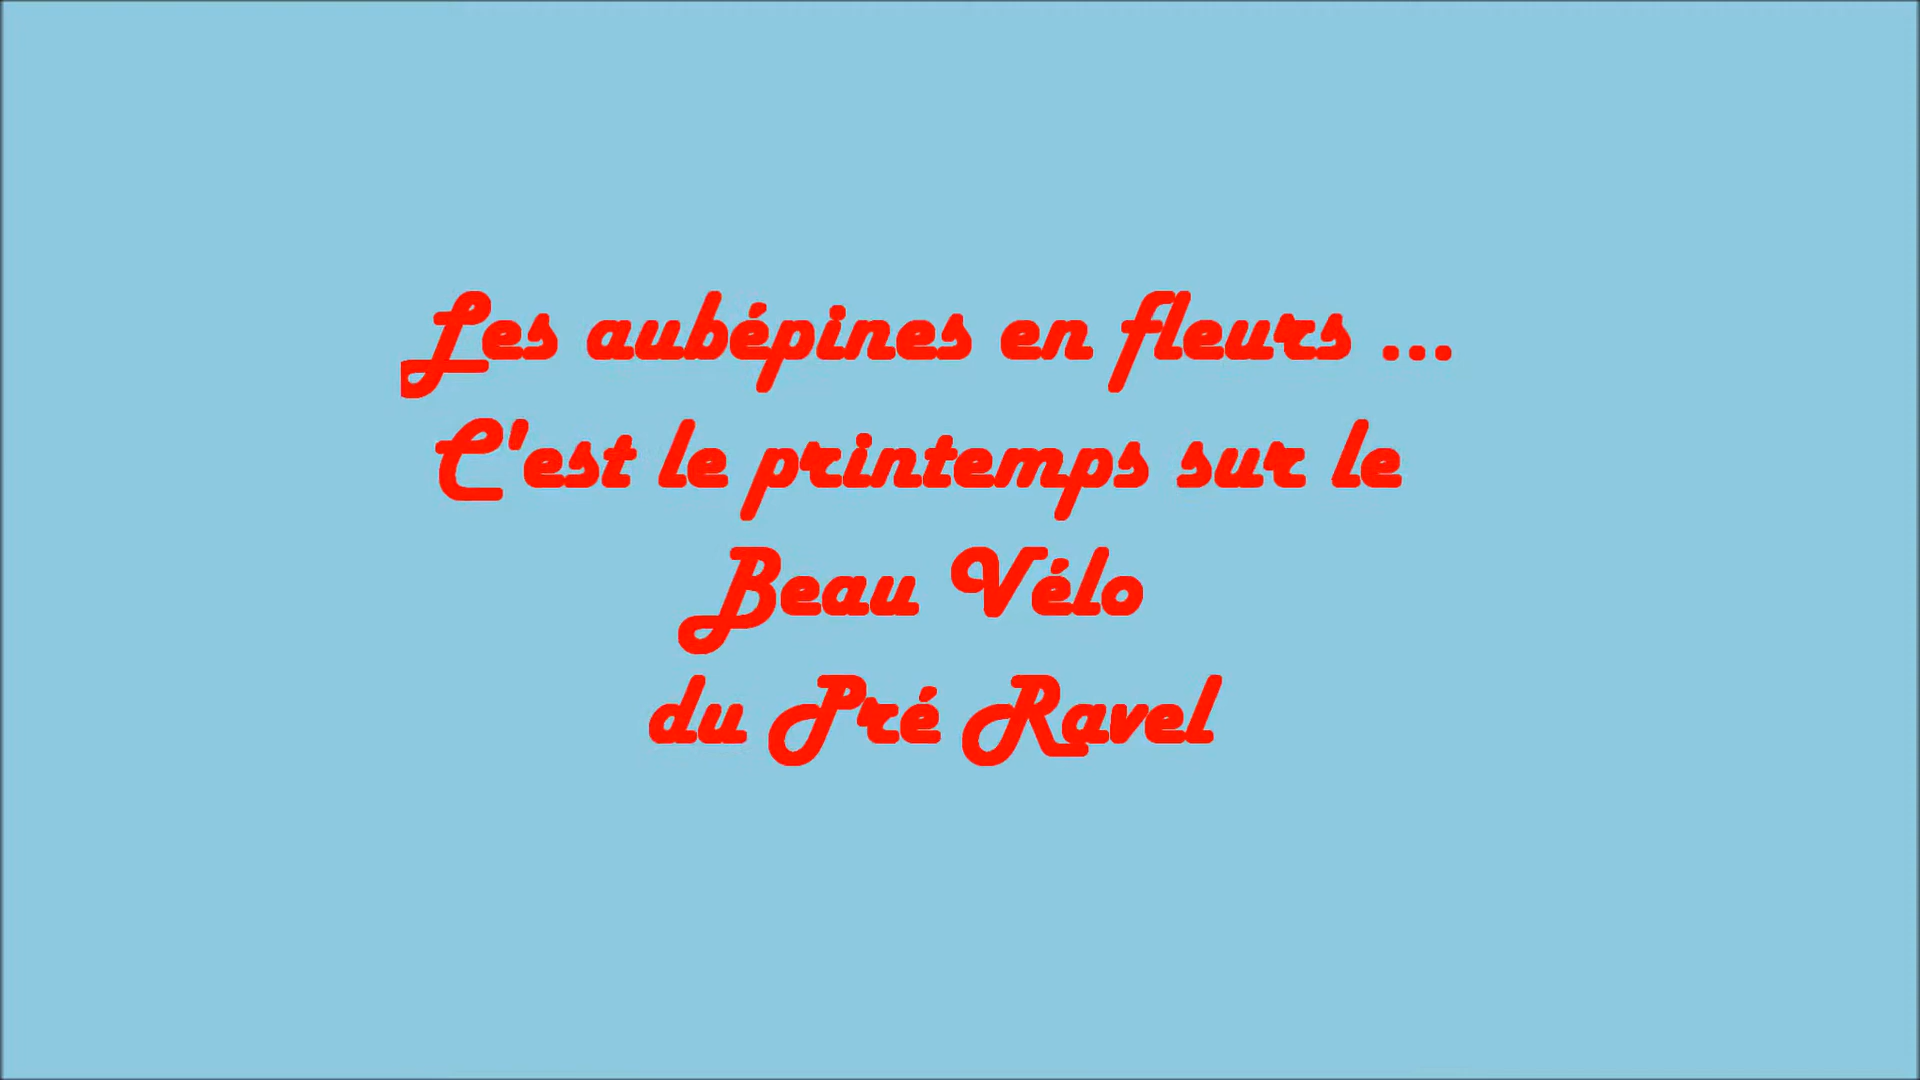 Les aubépines en fleurs ...
C'est le printemps sur le
Beau Vélo
du Pré Ravel